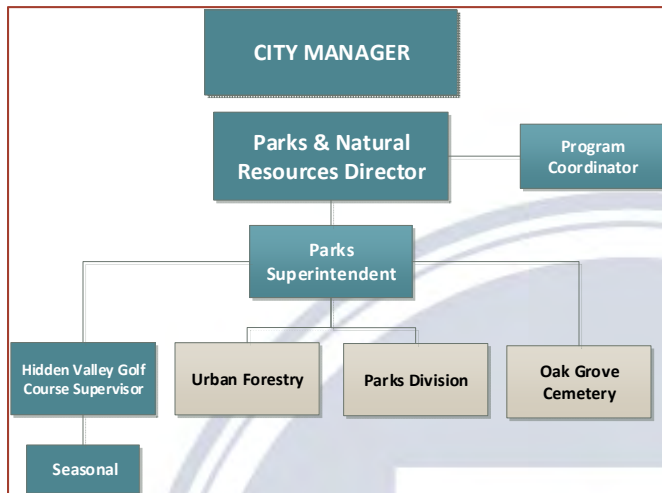 CITY MANAGER
Parks & Natural
Resources Director
Program
Coordinator
Parks
Superintendent
Hidden Valley Golf
Course Supervisor
Urban Forestry
Parks Division
Oak Grove
Cemetery
Seasonal